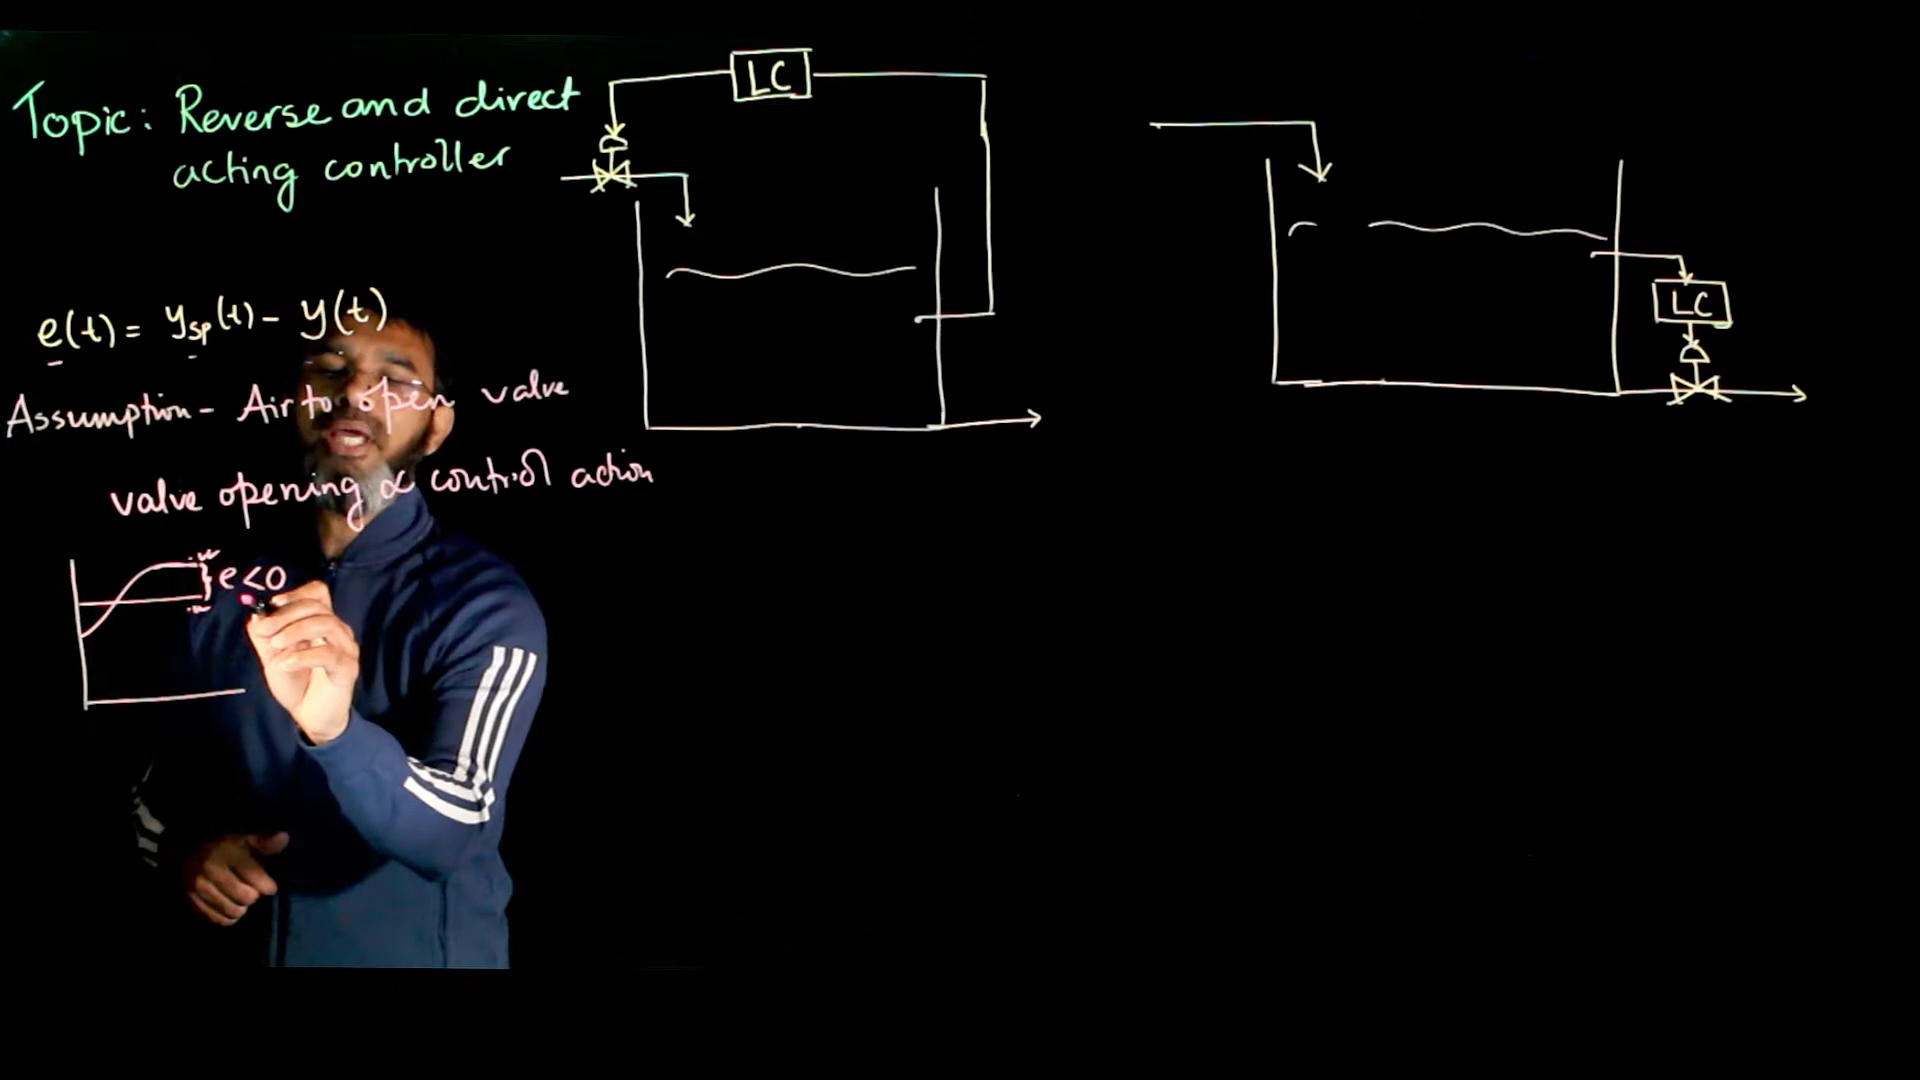 Topic: Reverse and direct
acting controller
LC
e(t) = ysp(t) - y(t)
Assumption - Air to open valve
valve opening ∝ control action
e<0
LC